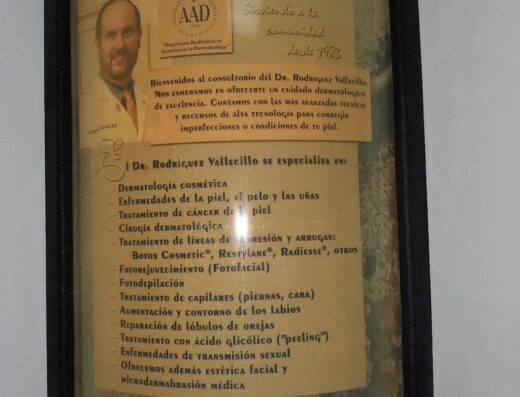 AAD
Physicians Dedicated to
Excellence in Dermatology™
Sirviendo a la
comunidad
desde 1963
Bienvenidos al consultorio del Dr. Rodríguez Vallecillo.
Nos esmeramos en ofrecerte un cuidado dermatológico
de excelencia. Contamos con las más avanzadas técnicas
y recursos de alta tecnología para corregir
imperfecciones o condiciones de tu piel.
El Dr. Rodríguez Vallecillo se especializa en:
- Dermatología cosmética
- Enfermedades de la piel, el pelo y las uñas
- Tratamiento de cáncer de la piel
- Cirugía dermatológica
- Tratamiento de líneas de expresión y arrugas:
Botox Cosmetic®, Restylane®, Radiesse®, otros
- Fotorejuvecimiento (Fotofacial)
- Fotodepilación
- Tratamiento de capilares (piernas, cara)
- Aumentación y contorno de los labios
- Reparación de lóbulos de orejas
- Tratamiento con ácido glicólico ("peeling")
- Enfermedades de transmisión sexual
- Ofrecemos además estética facial y
microdermabrasión médica